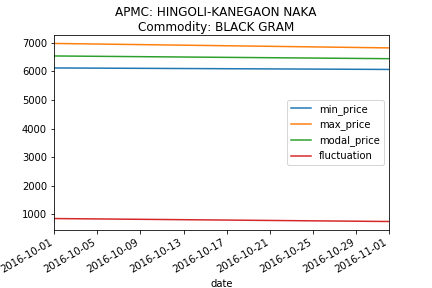 APMC: HINGOLI-KANEGAON NAKA
Commodity: BLACK GRAM
7000
6000
5000
4000
3000
2000
1000
min_price
max_price
modal_price
fluctuation
2016-10-01
2016-10-05
2016-10-09
2016-10-13
2016-10-17
2016-10-21
2016-10-25
2016-10-29
2016-11-01
date